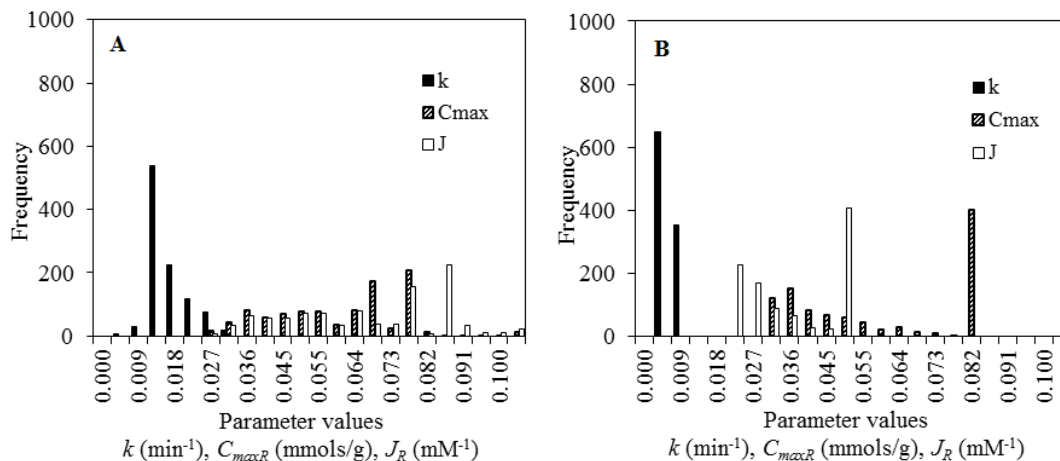 1000
800
600
400
200
0
Frequency
A
k
Cmax
J
0.000
0.009
0.018
0.027
0.036
0.045
0.055
0.064
0.073
0.082
0.091
0.100
Parameter values
k (min⁻¹), C_maxR (mmols/g), J_R (mM⁻¹)
1000
800
600
400
200
0
Frequency
B
k
Cmax
J
0.000
0.009
0.018
0.027
0.036
0.045
0.055
0.064
0.073
0.082
0.091
0.100
Parameter values
k (min⁻¹), C_maxR (mmols/g), J_R (mM⁻¹)